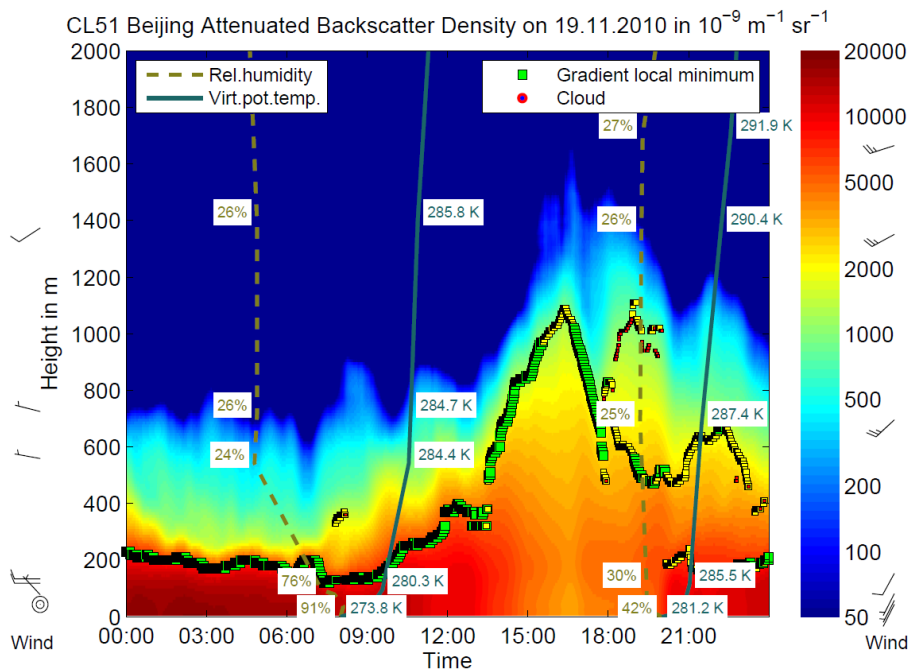 CL51 Beijing Attenuated Backscatter Density on 19.11.2010 in 10⁻⁹ m⁻¹ sr⁻¹
Rel.humidity
Virt.pot.temp.
Gradient local minimum
Cloud
Height in m
2000
1800
1600
1400
1200
1000
800
600
400
200
0
26%
26%
24%
76%
91%
285.8 K
284.7 K
284.4 K
280.3 K
273.8 K
27%
26%
25%
30%
42%
291.9 K
290.4 K
287.4 K
285.5 K
281.2 K
20000
10000
5000
2000
1000
500
200
100
50
00:00 03:00 06:00 09:00 12:00 15:00 18:00 21:00
Wind
Time
Wind